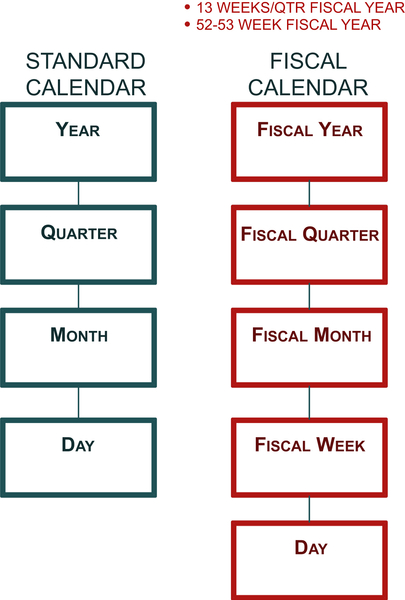 • 13 WEEKS/QTR FISCAL YEAR
• 52-53 WEEK FISCAL YEAR
STANDARD
CALENDAR
YEAR
QUARTER
MONTH
DAY
FISCAL
CALENDAR
FISCAL YEAR
FISCAL QUARTER
FISCAL MONTH
FISCAL WEEK
DAY